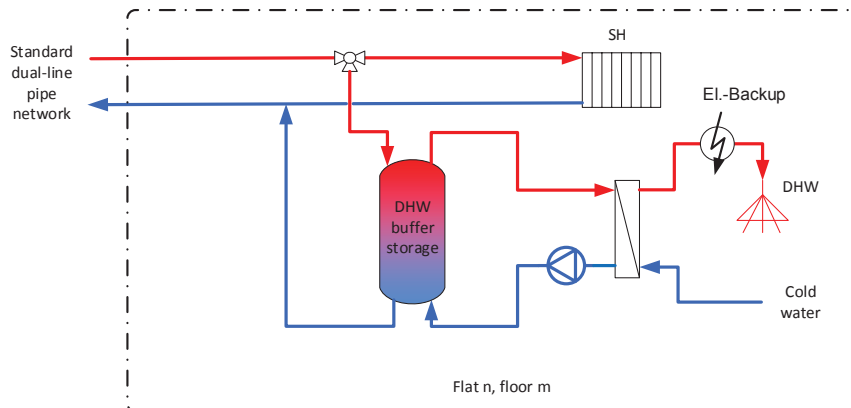 Standard
dual-line
pipe
network
SH
El.-Backup
DHW
DHW
buffer
storage
Cold
water
Flat n, floor m